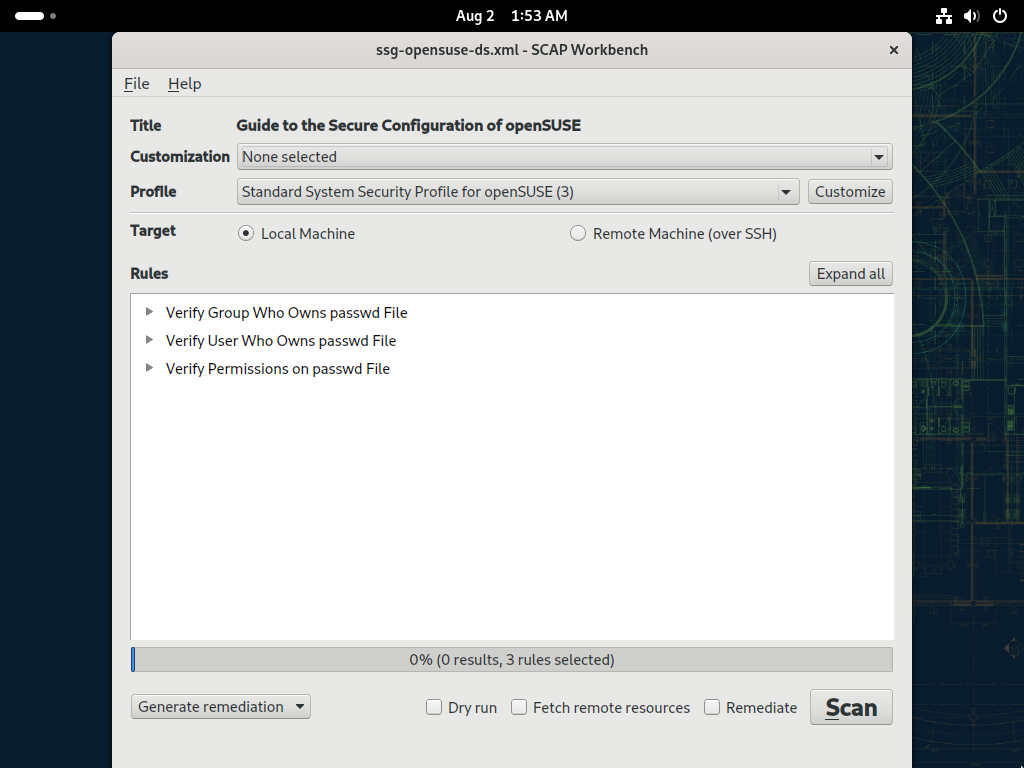 Aug 2 1:53 AM
ssg-opensuse-ds.xml - SCAP Workbench
File Help
Title Guide to the Secure Configuration of openSUSE
Customization None selected
Profile Standard System Security Profile for openSUSE (3) Customize
Target Local Machine Remote Machine (over SSH)
Rules Expand all
Verify Group Who Owns passwd File
Verify User Who Owns passwd File
Verify Permissions on passwd File
0% (0 results, 3 rules selected)
Generate remediation Dry run Fetch remote resources Remediate Scan